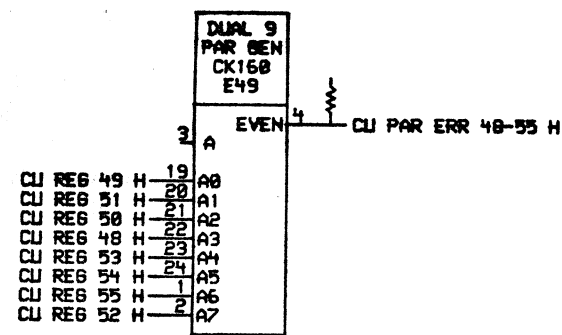 DUAL 9
PAR GEN
CK160
E49
EVEN 4 CU PAR ERR 48-55 H
3 A
CU REG 49 H 19 A0
CU REG 51 H 20 A1
CU REG 50 H 21 A2
CU REG 48 H 22 A3
CU REG 53 H 23 A4
CU REG 54 H 24 A5
CU REG 55 H 1 A6
CU REG 52 H 2 A7